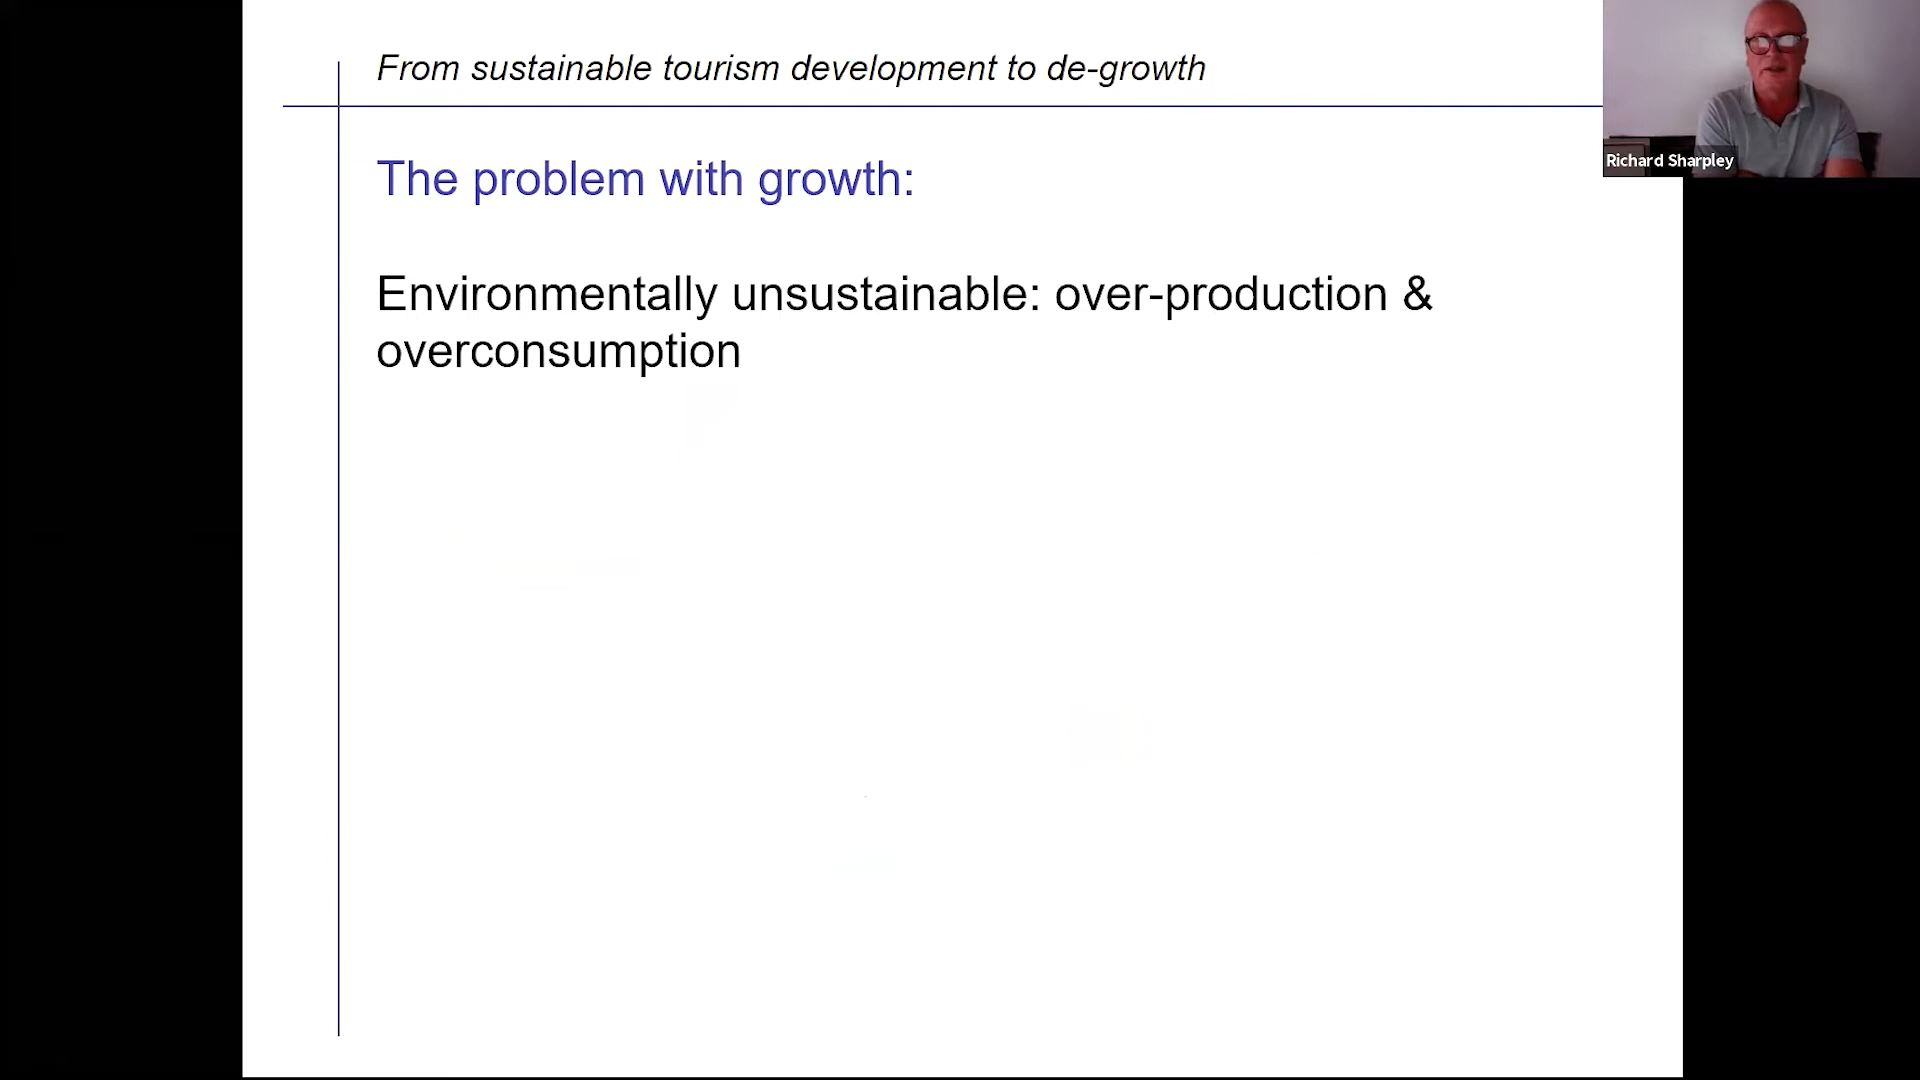 From sustainable tourism development to de-growth
Richard Sharpley
The problem with growth:
Environmentally unsustainable: over-production &
overconsumption